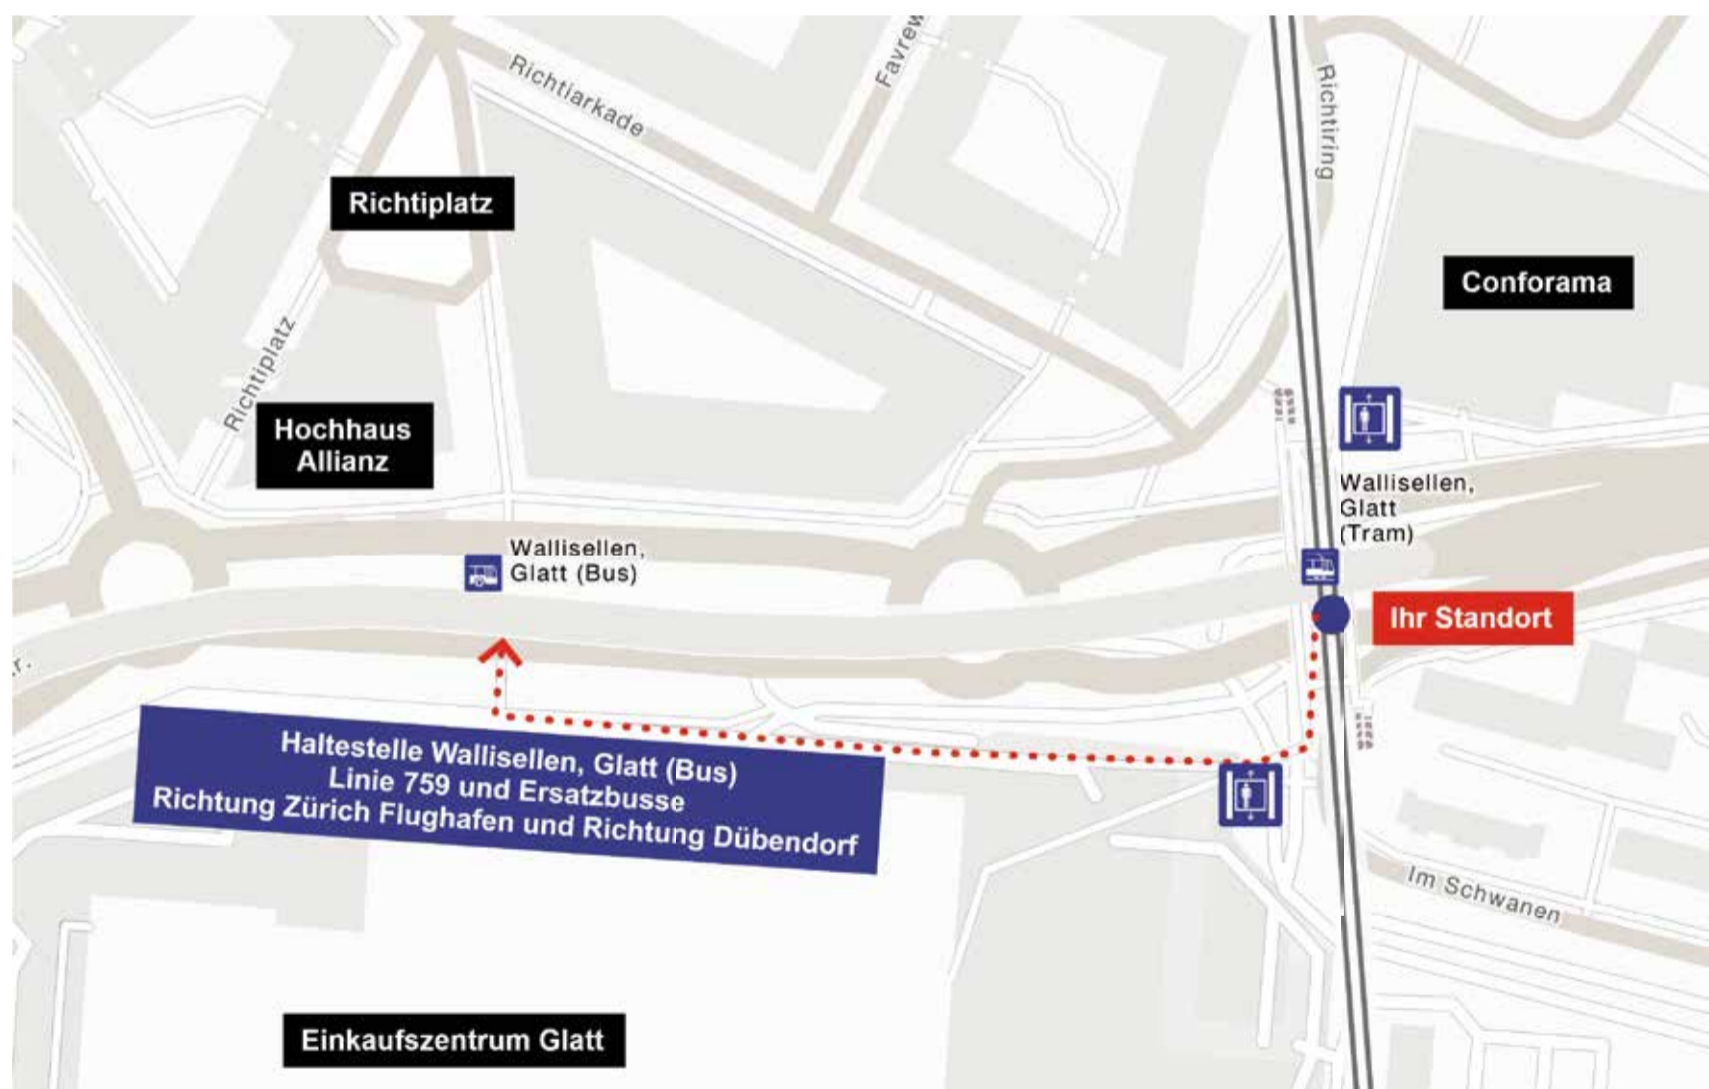 Richtiarkade
Favrew
Richtiring
Richtiplatz
Conforama
Richtiplatz
Hochhaus
Allianz
Wallisellen,
Glatt
(Tram)
Wallisellen,
Glatt (Bus)
Ihr Standort
r.
Haltestelle Wallisellen, Glatt (Bus)
Linie 759 und Ersatzbusse
Richtung Zürich Flughafen und Richtung Dübendorf
Im Schwanen
Einkaufszentrum Glatt